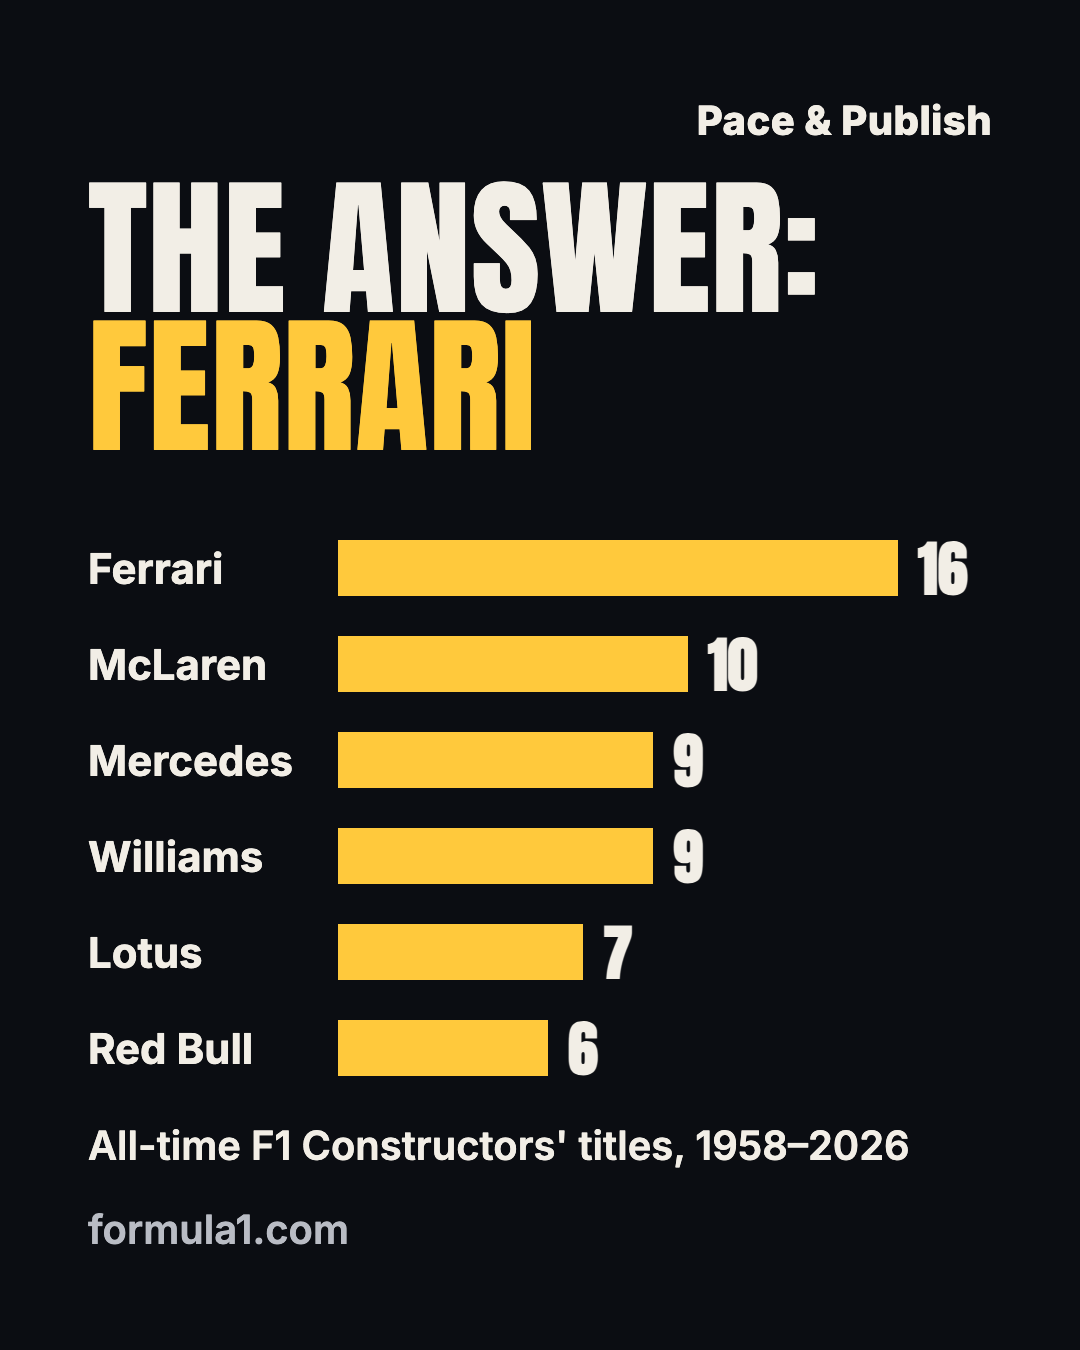 Pace & Publish
THE ANSWER:
FERRARI
Ferrari 16
McLaren 10
Mercedes 9
Williams 9
Lotus 7
Red Bull 6
All-time F1 Constructors' titles, 1958–2026
formula1.com